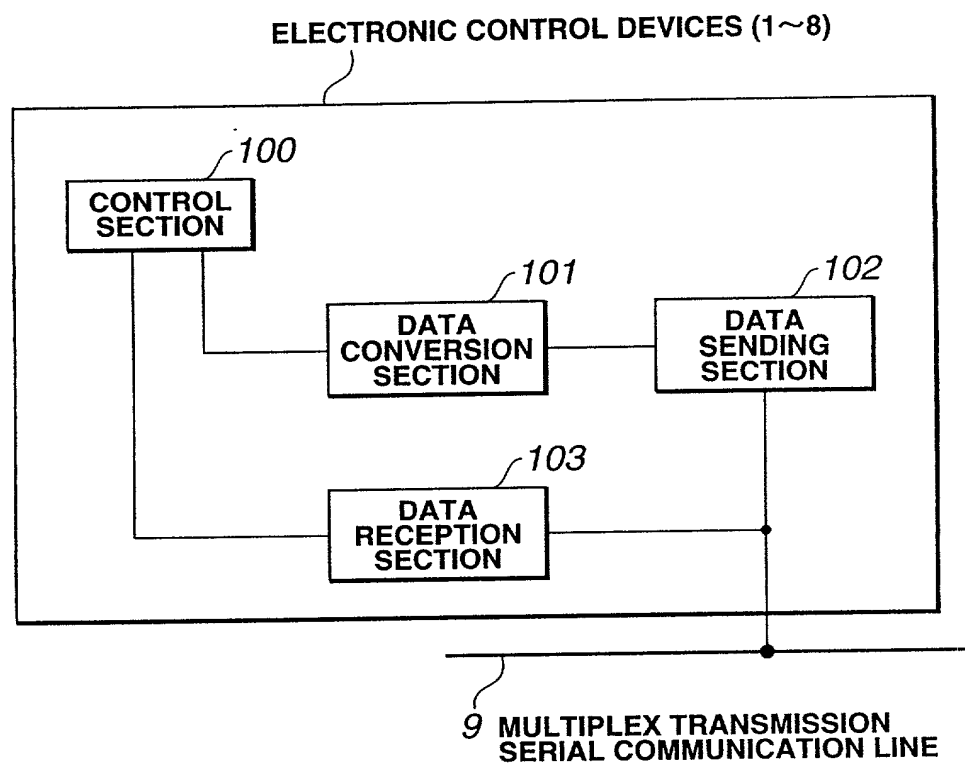 ELECTRONIC CONTROL DEVICES (1~8)
100
CONTROL
SECTION
101
DATA
CONVERSION
SECTION
102
DATA
SENDING
SECTION
103
DATA
RECEPTION
SECTION
9 MULTIPLEX TRANSMISSION
SERIAL COMMUNICATION LINE